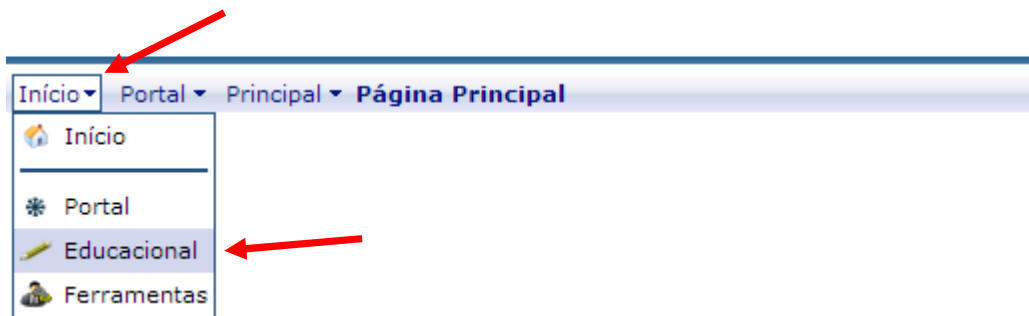 Início Portal Principal Página Principal
Início
Portal
Educacional
Ferramentas